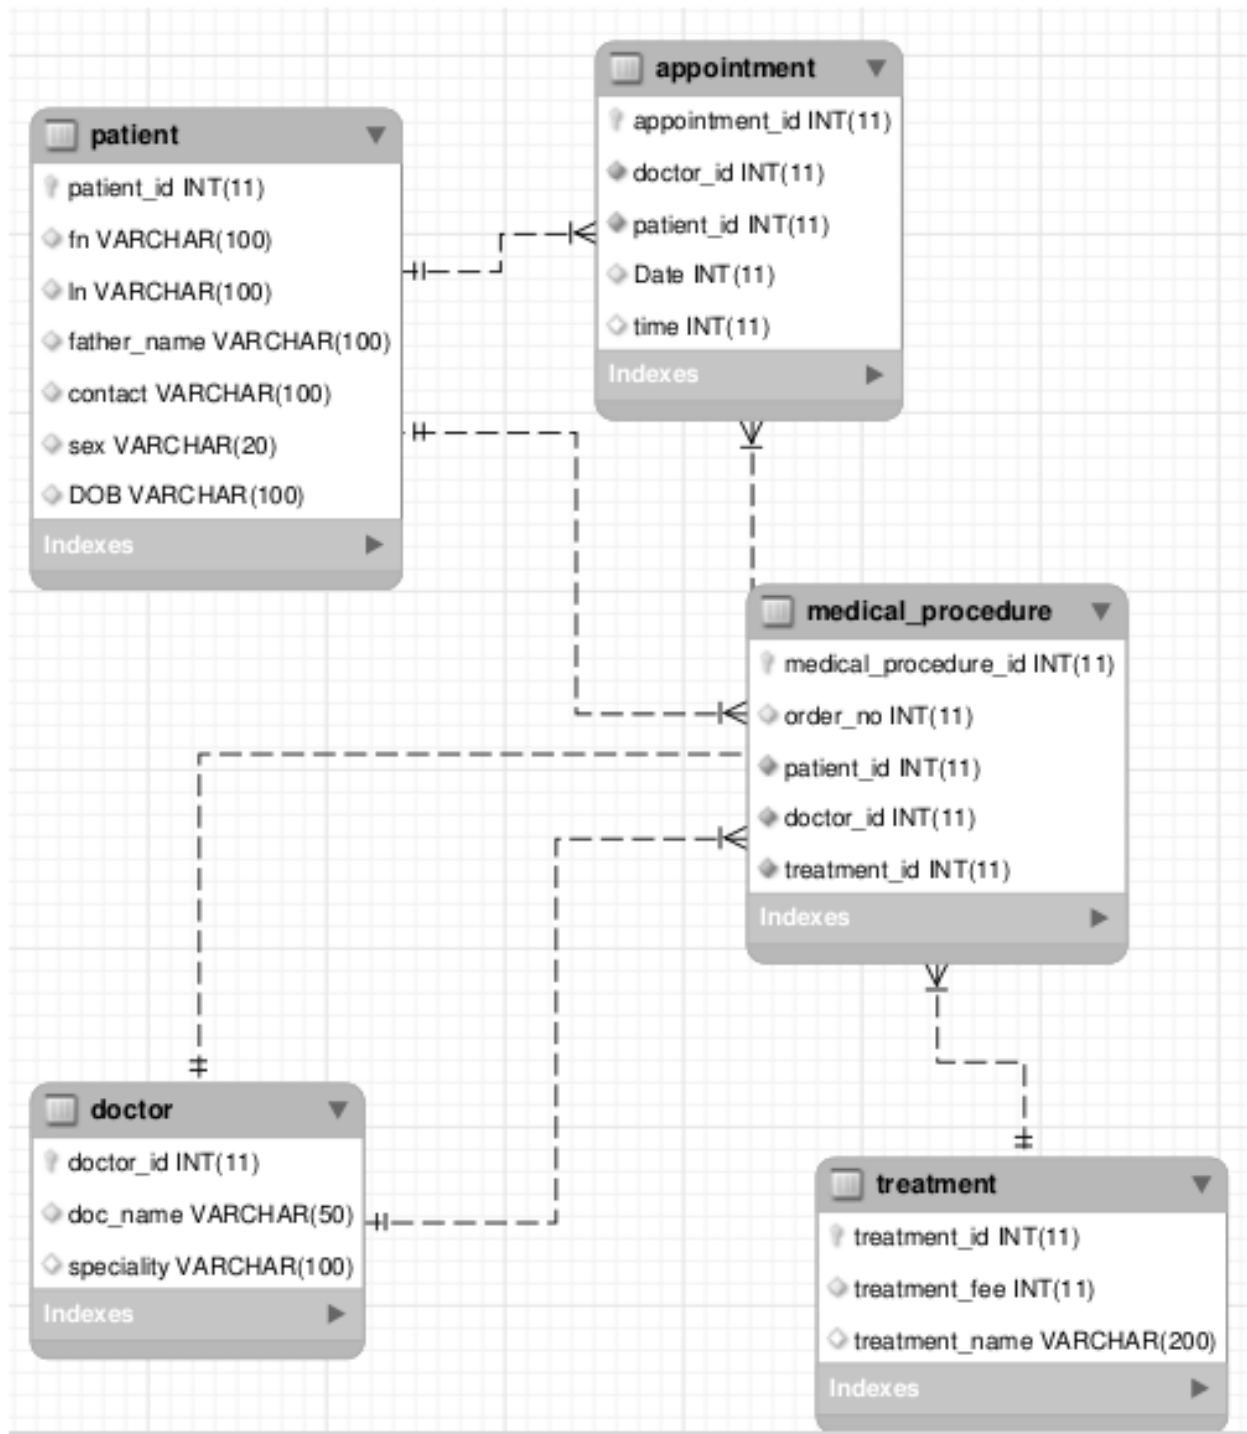 appointment
appointment_id INT(11)
doctor_id INT(11)
patient_id INT(11)
Date INT(11)
time INT(11)
Indexes
patient
patient_id INT(11)
fn VARCHAR(100)
ln VARCHAR(100)
father_name VARCHAR(100)
contact VARCHAR(100)
sex VARCHAR(20)
DOB VARCHAR(100)
Indexes
medical_procedure
medical_procedure_id INT(11)
order_no INT(11)
patient_id INT(11)
doctor_id INT(11)
treatment_id INT(11)
Indexes
doctor
doctor_id INT(11)
doc_name VARCHAR(50)
speciality VARCHAR(100)
Indexes
treatment
treatment_id INT(11)
treatment_fee INT(11)
treatment_name VARCHAR(200)
Indexes